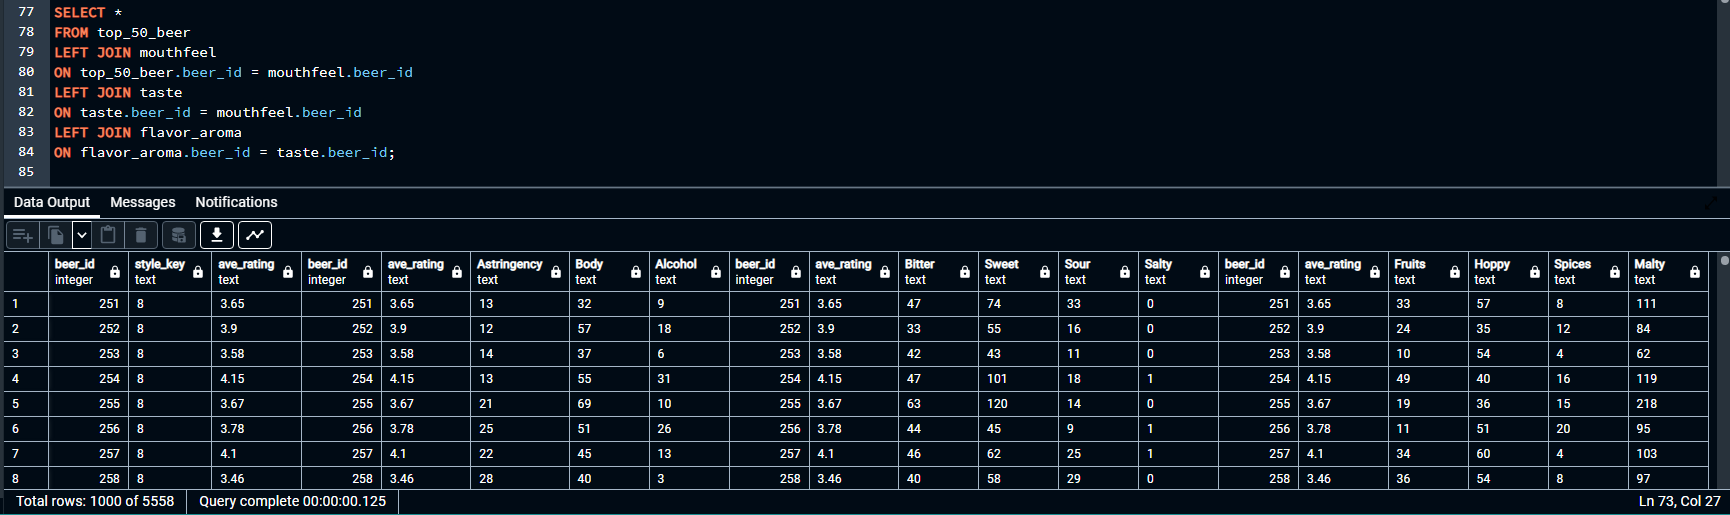 77 SELECT *
78 FROM top_50_beer
79 LEFT JOIN mouthfeel
80 ON top_50_beer.beer_id = mouthfeel.beer_id
81 LEFT JOIN taste
82 ON taste.beer_id = mouthfeel.beer_id
83 LEFT JOIN flavor_aroma
84 ON flavor_aroma.beer_id = taste.beer_id;
85
Data Output Messages Notifications
beer_id style_key ave_rating beer_id ave_rating Astringency Body Alcohol beer_id ave_rating Bitter Sweet Sour Salty beer_id ave_rating Fruits Hoppy Spices Malty
integer text text integer text text text text integer text text text text text integer text text text text text
1 251 8 3.65 251 3.65 13 32 9 251 3.65 47 74 33 0 251 3.65 33 57 8 111
2 252 8 3.9 252 3.9 12 57 18 252 3.9 33 55 16 0 252 3.9 24 35 12 84
3 253 8 3.58 253 3.58 14 37 6 253 3.58 42 43 11 0 253 3.58 10 54 4 62
4 254 8 4.15 254 4.15 13 55 31 254 4.15 47 101 18 1 254 4.15 49 40 16 119
5 255 8 3.67 255 3.67 21 69 10 255 3.67 63 120 14 0 255 3.67 19 36 15 218
6 256 8 3.78 256 3.78 25 51 26 256 3.78 44 45 9 1 256 3.78 11 51 20 95
7 257 8 4.1 257 4.1 22 45 13 257 4.1 46 62 25 1 257 4.1 34 60 4 103
8 258 8 3.46 258 3.46 28 40 3 258 3.46 40 58 29 0 258 3.46 36 54 8 97
Total rows: 1000 of 5558 Query complete 00:00:00.125 Ln 73, Col 27